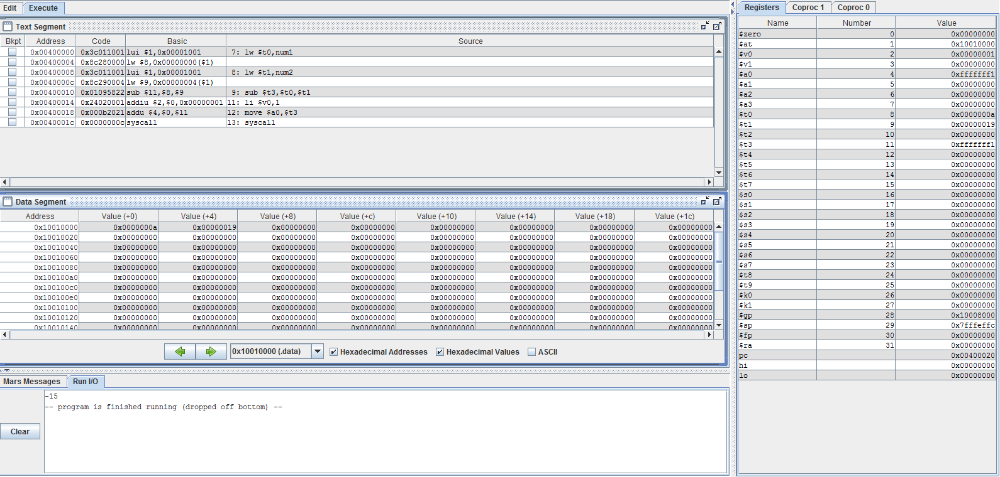 Edit Execute
Text Segment
Bkpt Address Code Basic Source
0x00400000 0x3c011001 lui $1,0x00001001 7: lw $t0,num1
0x00400004 0x8c280000 lw $8,0x00000000($1)
0x00400008 0x3c011001 lui $1,0x00001001 8: lw $t1,num2
0x0040000c 0x8c290004 lw $9,0x00000004($1)
0x00400010 0x01095822 sub $11,$8,$9 9: sub $t3,$t0,$t1
0x00400014 0x24020001 addiu $2,$0,0x00000001 11: li $v0,1
0x00400018 0x000b2021 addu $4,$0,$11 12: move $a0,$t3
0x0040001c 0x0000000c syscall 13: syscall
Data Segment
Address Value (+0) Value (+4) Value (+8) Value (+c) Value (+10) Value (+14) Value (+18) Value (+1c)
0x10010000 0x0000000a 0x00000019 0x00000000 0x00000000 0x00000000 0x00000000 0x00000000 0x00000000
0x10010020 0x00000000 0x00000000 0x00000000 0x00000000 0x00000000 0x00000000 0x00000000 0x00000000
0x10010040 0x00000000 0x00000000 0x00000000 0x00000000 0x00000000 0x00000000 0x00000000 0x00000000
0x10010060 0x00000000 0x00000000 0x00000000 0x00000000 0x00000000 0x00000000 0x00000000 0x00000000
0x10010080 0x00000000 0x00000000 0x00000000 0x00000000 0x00000000 0x00000000 0x00000000 0x00000000
0x100100a0 0x00000000 0x00000000 0x00000000 0x00000000 0x00000000 0x00000000 0x00000000 0x00000000
0x100100c0 0x00000000 0x00000000 0x00000000 0x00000000 0x00000000 0x00000000 0x00000000 0x00000000
0x100100e0 0x00000000 0x00000000 0x00000000 0x00000000 0x00000000 0x00000000 0x00000000 0x00000000
0x10010100 0x00000000 0x00000000 0x00000000 0x00000000 0x00000000 0x00000000 0x00000000 0x00000000
0x10010120 0x00000000 0x00000000 0x00000000 0x00000000 0x00000000 0x00000000 0x00000000 0x00000000
0x10010140 0x00000000 0x00000000 0x00000000 0x00000000 0x00000000 0x00000000 0x00000000 0x00000000
0x10010000 (.data) Hexadecimal Addresses Hexadecimal Values ASCII
Mars Messages Run I/O
-15
-- program is finished running (dropped off bottom) --
Clear
Registers Coproc 1 Coproc 0
Name Number Value
$zero 0 0x00000000
$at 1 0x10010000
$v0 2 0x00000001
$v1 3 0x00000000
$a0 4 0xfffffff1
$a1 5 0x00000000
$a2 6 0x00000000
$a3 7 0x00000000
$t0 8 0x0000000a
$t1 9 0x00000019
$t2 10 0x00000000
$t3 11 0xfffffff1
$t4 12 0x00000000
$t5 13 0x00000000
$t6 14 0x00000000
$t7 15 0x00000000
$s0 16 0x00000000
$s1 17 0x00000000
$s2 18 0x00000000
$s3 19 0x00000000
$s4 20 0x00000000
$s5 21 0x00000000
$s6 22 0x00000000
$s7 23 0x00000000
$t8 24 0x00000000
$t9 25 0x00000000
$k0 26 0x00000000
$k1 27 0x00000000
$gp 28 0x10008000
$sp 29 0x7fffeffc
$fp 30 0x00000000
$ra 31 0x00000000
pc 0x00400020
hi 0x00000000
lo 0x00000000